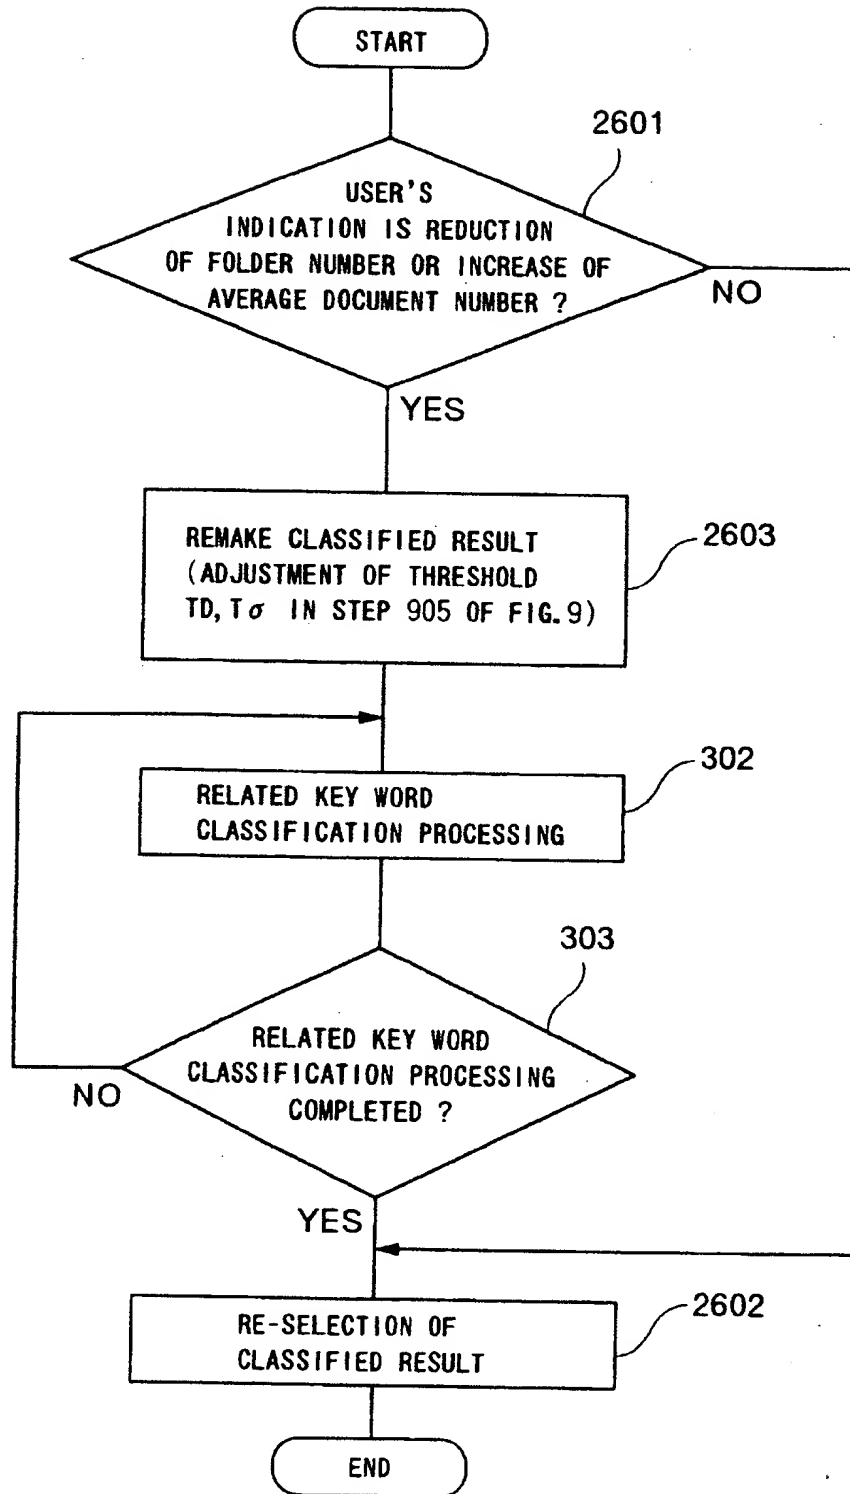 START
2601
USER'S
INDICATION IS REDUCTION
OF FOLDER NUMBER OR INCREASE OF
AVERAGE DOCUMENT NUMBER ?
NO
YES
REMAKE CLASSIFIED RESULT
(ADJUSTMENT OF THRESHOLD
TD, Tσ IN STEP 905 OF FIG. 9)
2603
302
RELATED KEY WORD
CLASSIFICATION PROCESSING
303
RELATED KEY WORD
CLASSIFICATION PROCESSING
COMPLETED ?
NO
YES
2602
RE-SELECTION OF
CLASSIFIED RESULT
END